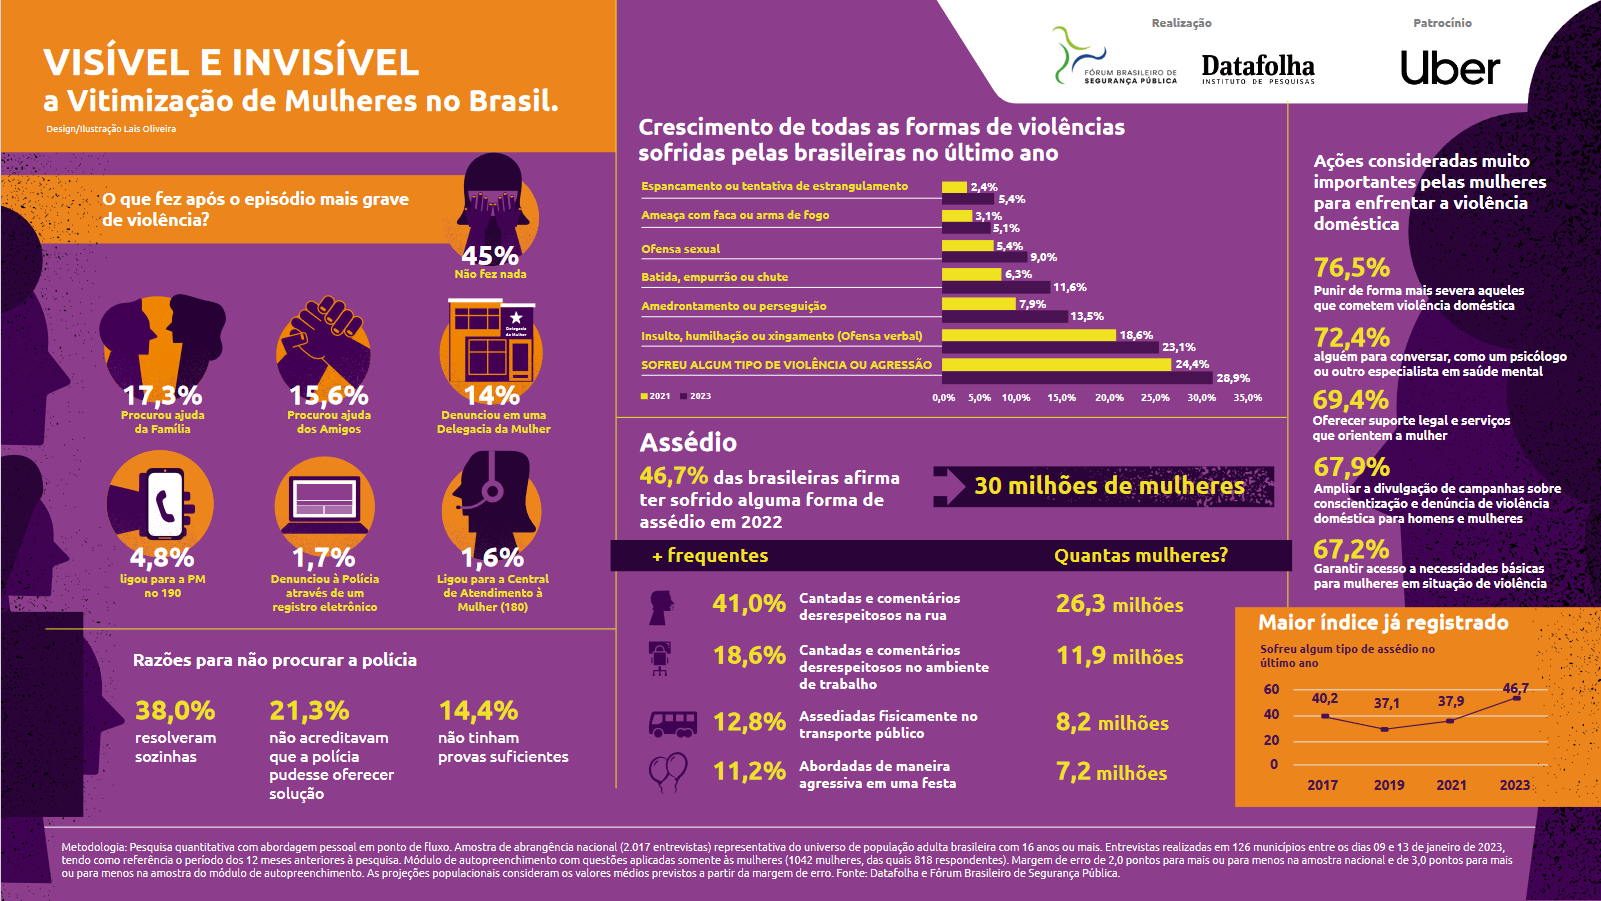 VISÍVEL E INVISÍVEL
a Vitimização de Mulheres no Brasil.
Design/Ilustração Lais Oliveira
Realização
FÓRUM BRASILEIRO DE
SEGURANÇA PÚBLICA
Datafolha
INSTITUTO DE PESQUISAS
Patrocínio
Uber
O que fez após o episódio mais grave
de violência?
45%
Não fez nada
17,3%
Procurou ajuda
da Família
15,6%
Procurou ajuda
dos Amigos
Delegacia
da Mulher
14%
Denunciou em uma
Delegacia da Mulher
4,8%
ligou para a PM
no 190
1,7%
Denunciou à Polícia
através de um
registro eletrônico
1,6%
Ligou para a Central
de Atendimento à
Mulher (180)
Razões para não procurar a polícia
38,0%
resolveram
sozinhas
21,3%
não acreditavam
que a polícia
pudesse oferecer
solução
14,4%
não tinham
provas suficientes
Crescimento de todas as formas de violências
sofridas pelas brasileiras no último ano
Espancamento ou tentativa de estrangulamento
2,4%
5,4%
Ameaça com faca ou arma de fogo
3,1%
5,1%
Ofensa sexual
5,4%
9,0%
Batida, empurrão ou chute
6,3%
11,6%
Amedrontamento ou perseguição
7,9%
13,5%
Insulto, humilhação ou xingamento (Ofensa verbal)
18,6%
23,1%
SOFREU ALGUM TIPO DE VIOLÊNCIA OU AGRESSÃO
24,4%
28,9%
2021 2023
0,0% 5,0% 10,0% 15,0% 20,0% 25,0% 30,0% 35,0%
Assédio
46,7% das brasileiras afirma
ter sofrido alguma forma de
assédio em 2022
30 milhões de mulheres
+ frequentes Quantas mulheres?
41,0%
Cantadas e comentários
desrespeitosos na rua
26,3 milhões
18,6%
Cantadas e comentários
desrespeitosos no ambiente
de trabalho
11,9 milhões
12,8%
Assediadas fisicamente no
transporte público
8,2 milhões
11,2%
Abordadas de maneira
agressiva em uma festa
7,2 milhões
Ações consideradas muito
importantes pelas mulheres
para enfrentar a violência
doméstica
76,5%
Punir de forma mais severa aqueles
que cometem violência doméstica
72,4%
alguém para conversar, como um psicólogo
ou outro especialista em saúde mental
69,4%
Oferecer suporte legal e serviços
que orientem a mulher
67,9%
Ampliar a divulgação de campanhas sobre
conscientização e denúncia de violência
doméstica para homens e mulheres
67,2%
Garantir acesso a necessidades básicas
para mulheres em situação de violência
Maior índice já registrado
Sofreu algum tipo de assédio no
último ano
60
40
20
0
40,2
37,1
37,9
46,7
2017 2019 2021 2023
Metodologia: Pesquisa quantitativa com abordagem pessoal em ponto de fluxo. Amostra de abrangência nacional (2.017 entrevistas) representativa do universo de população adulta brasileira com 16 anos ou mais. Entrevistas realizadas em 126 municípios entre os dias 09 e 13 de janeiro de 2023,
tendo como referência o período dos 12 meses anteriores à pesquisa. Módulo de autopreenchimento com questões aplicadas somente às mulheres (1042 mulheres, das quais 818 respondentes). Margem de erro de 2,0 pontos para mais ou para menos na amostra nacional e de 3,0 pontos para mais
ou para menos na amostra do módulo de autopreenchimento. As projeções populacionais consideram os valores médios previstos a partir da margem de erro. Fonte: Datafolha e Fórum Brasileiro de Segurança Pública.